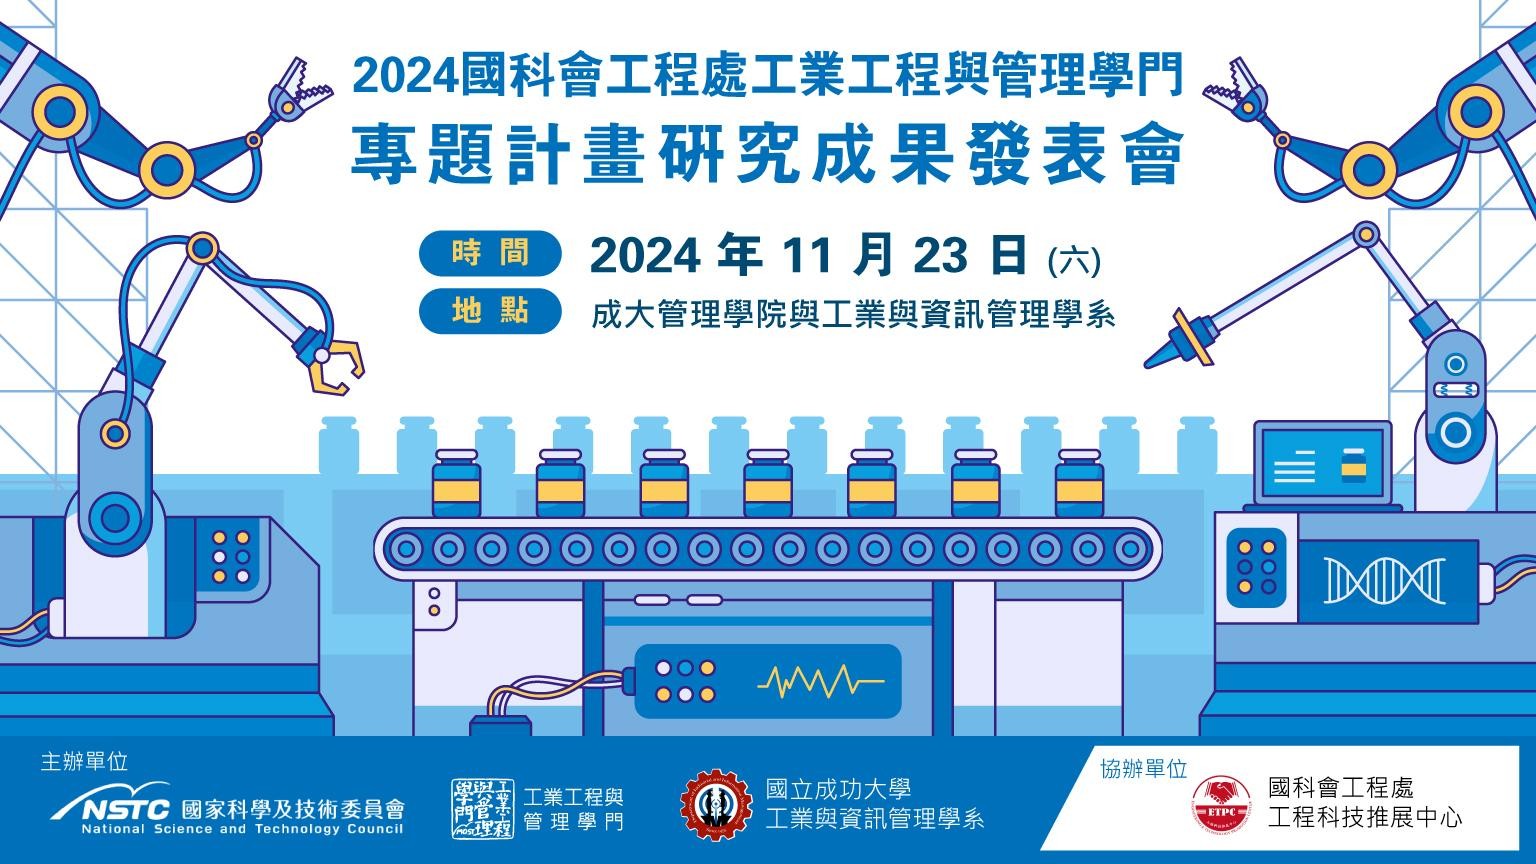 2024國科會工程處工業工程與管理學門
專題計畫研究成果發表會
時間 2024 年 11 月 23 日 (六)
地點 成大管理學院與工業與資訊管理學系
主辦單位
NSTC 國家科學及技術委員會
National Science and Technology Council
工業工程與
管理學門
MOST
國立成功大學
工業與資訊管理學系
協辦單位
ETPC
國科會工程處
工程科技推展中心